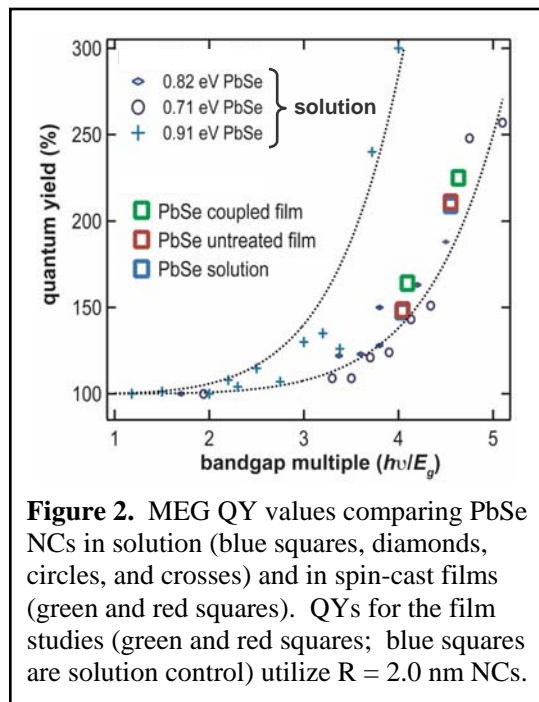 300
250
200
150
100
quantum yield (%)
0.82 eV PbSe
0.71 eV PbSe
0.91 eV PbSe
solution
PbSe coupled film
PbSe untreated film
PbSe solution
1 2 3 4 5
bandgap multiple (hυ/Eg)
Figure 2. MEG QY values comparing PbSe
NCs in solution (blue squares, diamonds,
circles, and crosses) and in spin-cast films
(green and red squares). QYs for the film
studies (green and red squares; blue squares
are solution control) utilize R = 2.0 nm NCs.